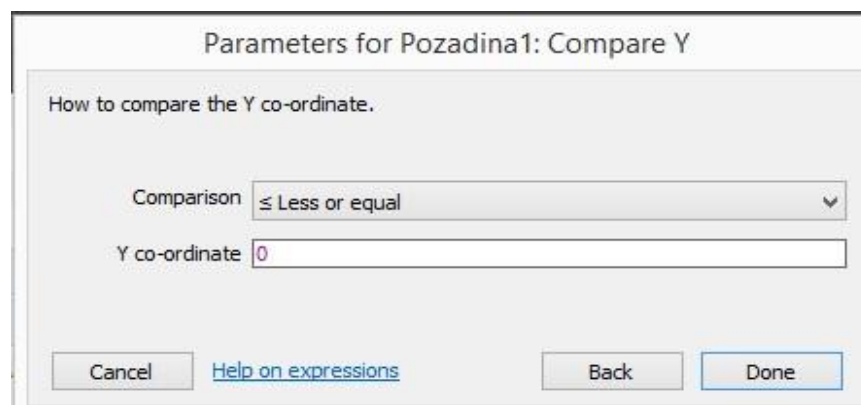 Parameters for Pozadina1: Compare Y
How to compare the Y co-ordinate.
Comparison ≤ Less or equal
Y co-ordinate 0
Cancel Help on expressions Back Done